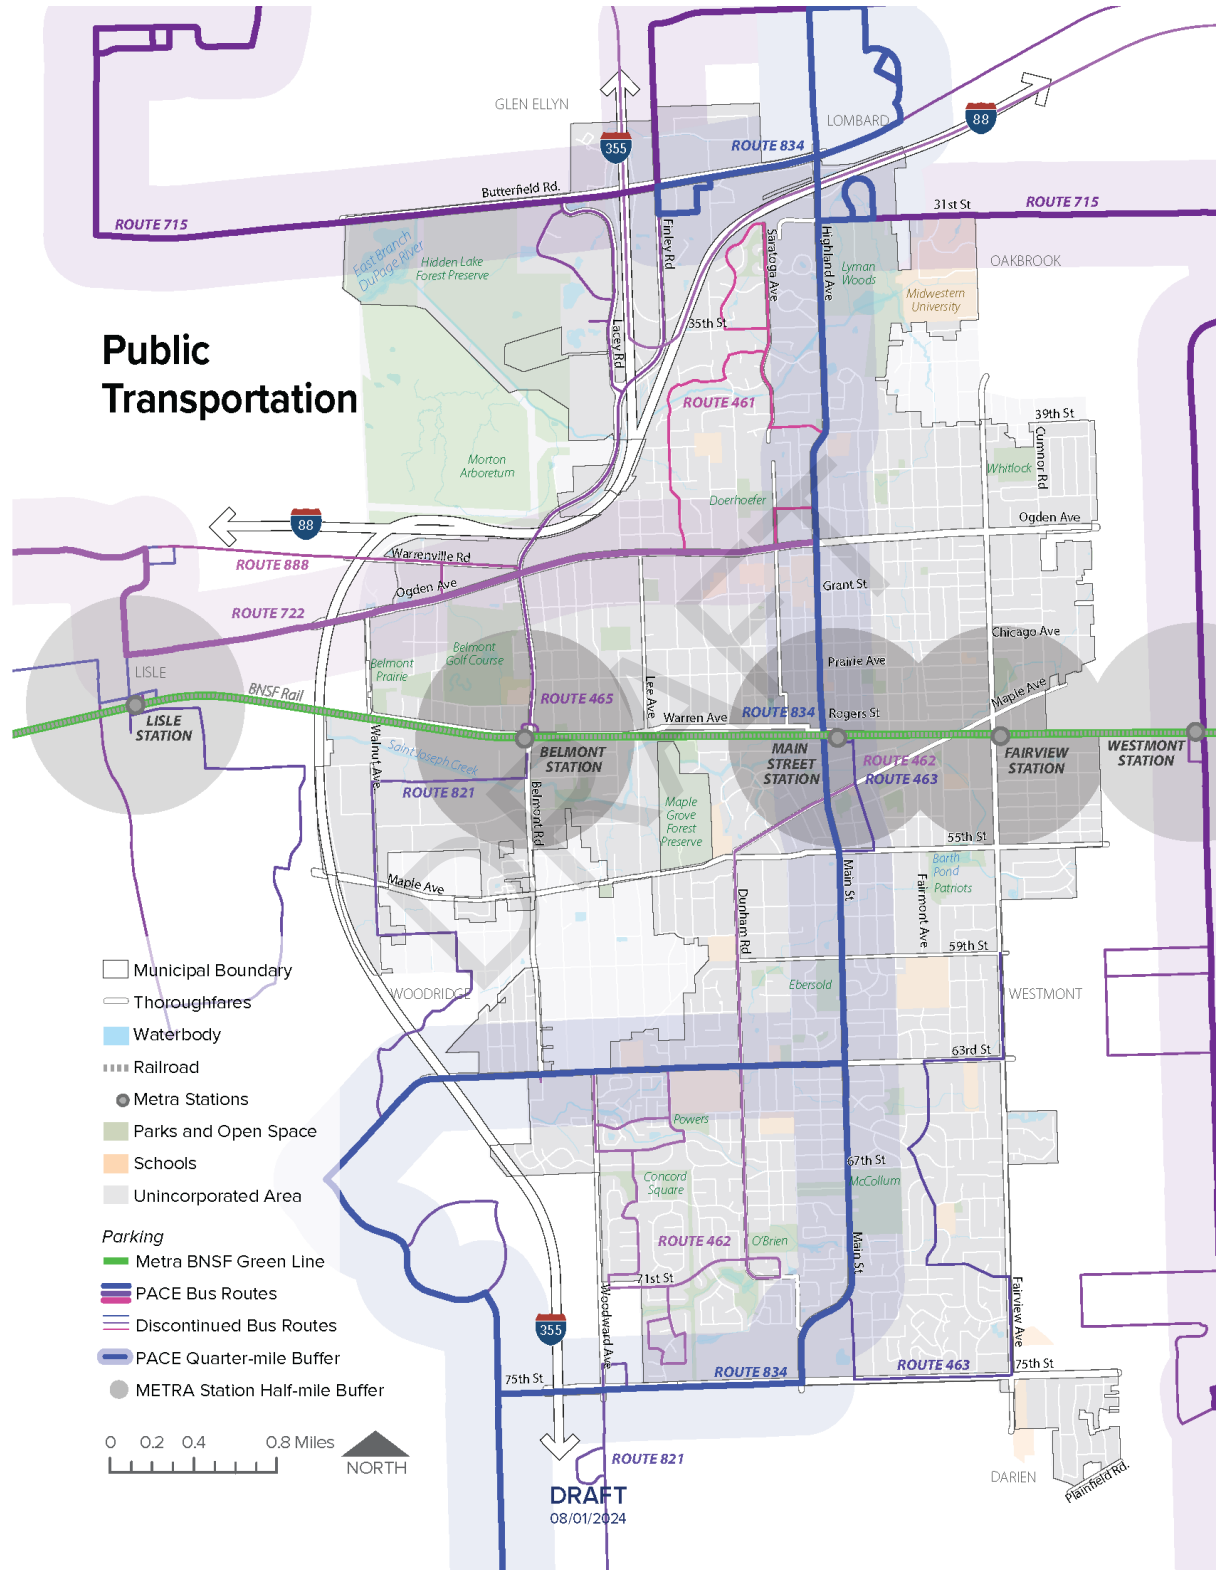 GLEN ELLYN
LOMBARD
88
355
ROUTE 834
Butterfield Rd.
31st St
ROUTE 715
ROUTE 715
East Branch
DuPage River
Hidden Lake
Forest Preserve
Finley Rd
Saratoga Ave
Highland Ave
Lyman
Woods
OAKBROOK
Midwestern
University
Public
Transportation
Lacey Rd
35th St
ROUTE 461
39th St
Cumnor Rd
Morton
Arboretum
Whitlock
Doerhoefer
88
Ogden Ave
Warrenville Rd
ROUTE 888
Ogden Ave
Grant St
ROUTE 722
Chicago Ave
LISLE
Belmont
Prairie
Belmont
Golf Course
Prairie Ave
BNSF Rail
ROUTE 465
Lee Ave
Maple Ave
Warren Ave
ROUTE 834
Rogers St
LISLE
STATION
Walnut Ave
Saint Joseph Creek
BELMONT
STATION
MAIN
STREET
STATION
ROUTE 462
ROUTE 463
FAIRVIEW
STATION
WESTMONT
STATION
ROUTE 821
Belmont Rd
Maple
Grove
Forest
Preserve
55th St
Maple Ave
Main St
Barth
Pond
Patriots
Fairmont Ave
Dunham Rd
59th St
DRAFT
Municipal Boundary
Thoroughfares
Waterbody
Railroad
Metra Stations
Parks and Open Space
Schools
Unincorporated Area
Parking
Metra BNSF Green Line
PACE Bus Routes
Discontinued Bus Routes
PACE Quarter-mile Buffer
METRA Station Half-mile Buffer
0 0.2 0.4 0.8 Miles
NORTH
WOODRIDGE
Ebersold
WESTMONT
63rd St
Powers
67th St
Concord
Square
McCollum
ROUTE 462
O'Brien
Main St
71st St
Woodward Ave
Fairview Ave
355
ROUTE 834
ROUTE 463
75th St
75th St
ROUTE 821
DARIEN
Plainfield Rd.
DRAFT
08/01/2024